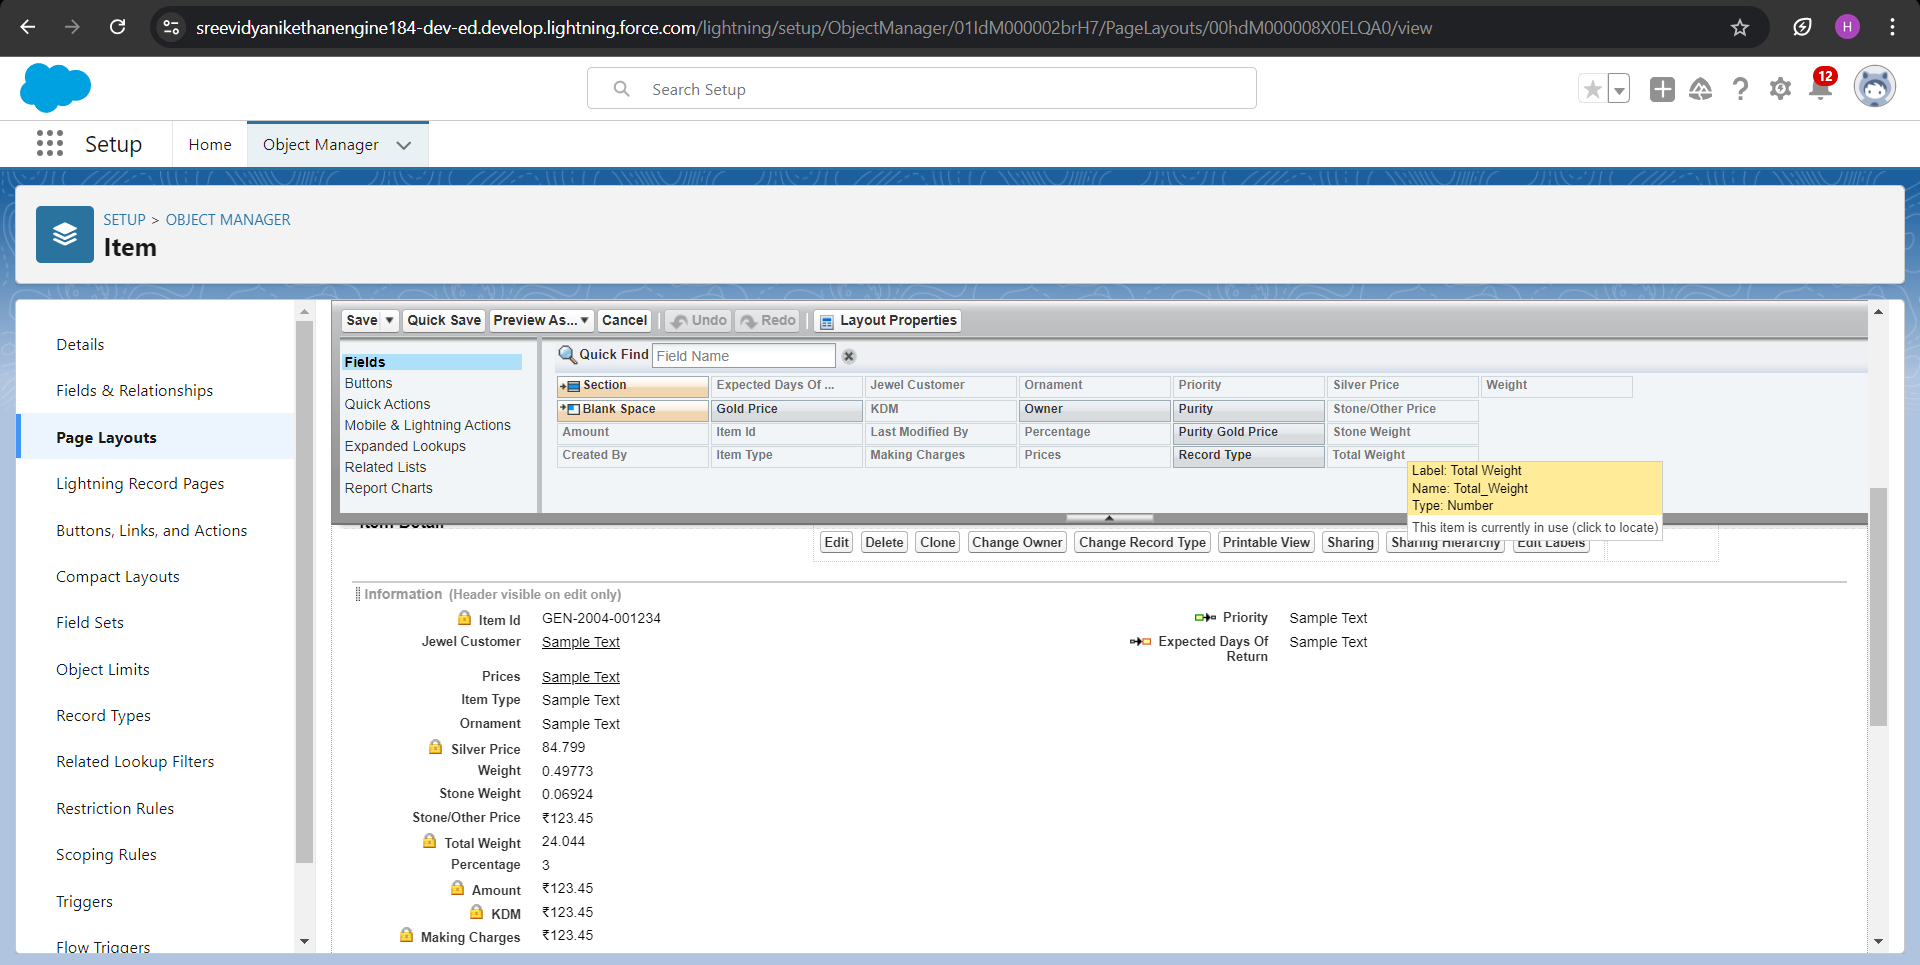 sreevidyanikethanengine184-dev-ed.develop.lightning.force.com/lightning/setup/ObjectManager/01IdM000002brH7/PageLayouts/00hdM000008X0ELQA0/view
H
Search Setup
12
Setup
Home
Object Manager
SETUP > OBJECT MANAGER
Item
Details
Fields & Relationships
Page Layouts
Lightning Record Pages
Buttons, Links, and Actions
Compact Layouts
Field Sets
Object Limits
Record Types
Related Lookup Filters
Restriction Rules
Scoping Rules
Triggers
Flow Triggers
Save Quick Save Preview As... Cancel Undo Redo Layout Properties
Fields
Buttons
Quick Actions
Mobile & Lightning Actions
Expanded Lookups
Related Lists
Report Charts
Quick Find Field Name
Section Expected Days Of ... Jewel Customer Ornament Priority Silver Price Weight
Blank Space Gold Price KDM Owner Purity Stone/Other Price
Amount Item Id Last Modified By Percentage Purity Gold Price Stone Weight
Created By Item Type Making Charges Prices Record Type Total Weight
Label: Total Weight
Name: Total_Weight
Type: Number
This item is currently in use (click to locate)
Item Detail
Edit Delete Clone Change Owner Change Record Type Printable View Sharing Sharing Hierarchy Edit Labels
Information (Header visible on edit only)
Item Id GEN-2004-001234
Jewel Customer Sample Text
Prices Sample Text
Item Type Sample Text
Ornament Sample Text
Silver Price 84.799
Weight 0.49773
Stone Weight 0.06924
Stone/Other Price ₹123.45
Total Weight 24.044
Percentage 3
Amount ₹123.45
KDM ₹123.45
Making Charges ₹123.45
Priority Sample Text
Expected Days Of Return Sample Text